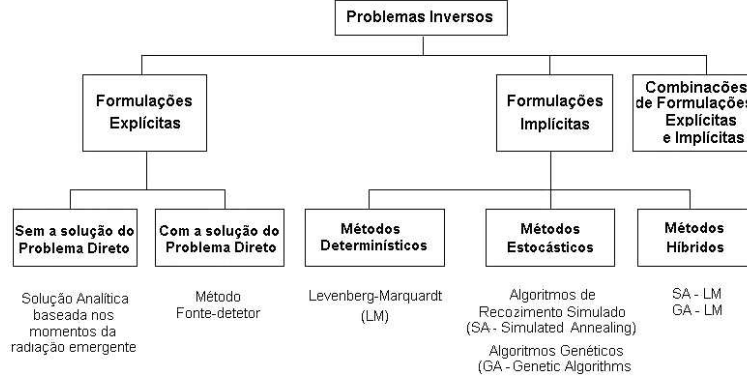 Problemas Inversos
Formulações
Explícitas
Formulações
Implícitas
Combinacões
de Formulações
Explícitas
e Implícitas
Sem a solução do
Problema Direto
Com a solução do
Problema Direto
Métodos
Determinísticos
Métodos
Estocásticos
Métodos
Híbridos
Solução Analítica
baseada nos
momentos da
radiação emergente
Método
Fonte-detetor
Levenberg-Marquardt
(LM)
Algoritmos de
Recozimento Simulado
(SA - Simulated Annealing)
Algoritmos Genéticos
(GA - Genetic Algorithms
SA - LM
GA - LM